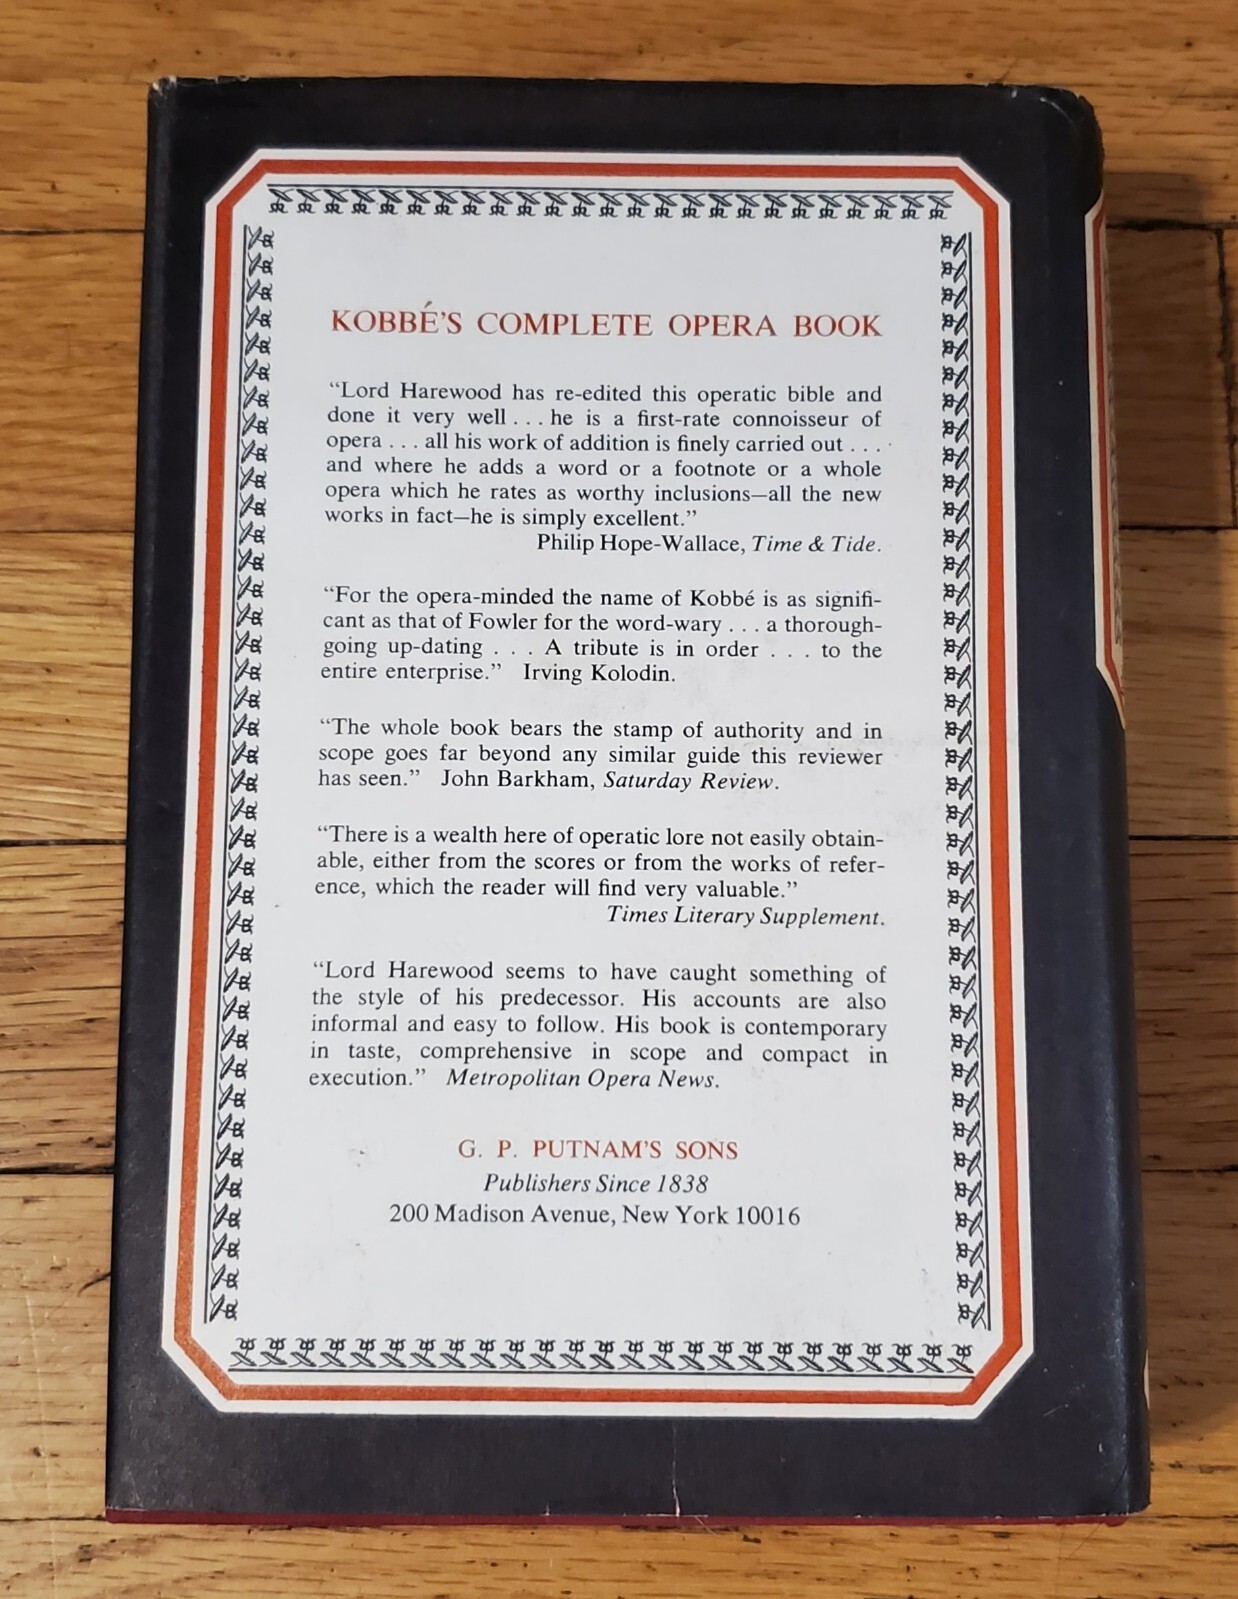 KOBBÉ'S COMPLETE OPERA BOOK
“Lord Harewood has re-edited this operatic bible and
done it very well . . . he is a first-rate connoisseur of
opera . . . all his work of addition is finely carried out . . .
and where he adds a word or a footnote or a whole
opera which he rates as worthy inclusions—all the new
works in fact—he is simply excellent.”
Philip Hope-Wallace, Time & Tide.
“For the opera-minded the name of Kobbé is as signifi-
cant as that of Fowler for the word-wary . . . a thorough-
going up-dating . . . A tribute is in order . . . to the
entire enterprise.” Irving Kolodin.
“The whole book bears the stamp of authority and in
scope goes far beyond any similar guide this reviewer
has seen.” John Barkham, Saturday Review.
“There is a wealth here of operatic lore not easily obtain-
able, either from the scores or from the works of refer-
ence, which the reader will find very valuable.”
Times Literary Supplement.
“Lord Harewood seems to have caught something of
the style of his predecessor. His accounts are also
informal and easy to follow. His book is contemporary
in taste, comprehensive in scope and compact in
execution.” Metropolitan Opera News.
G. P. PUTNAM'S SONS
Publishers Since 1838
200 Madison Avenue, New York 10016